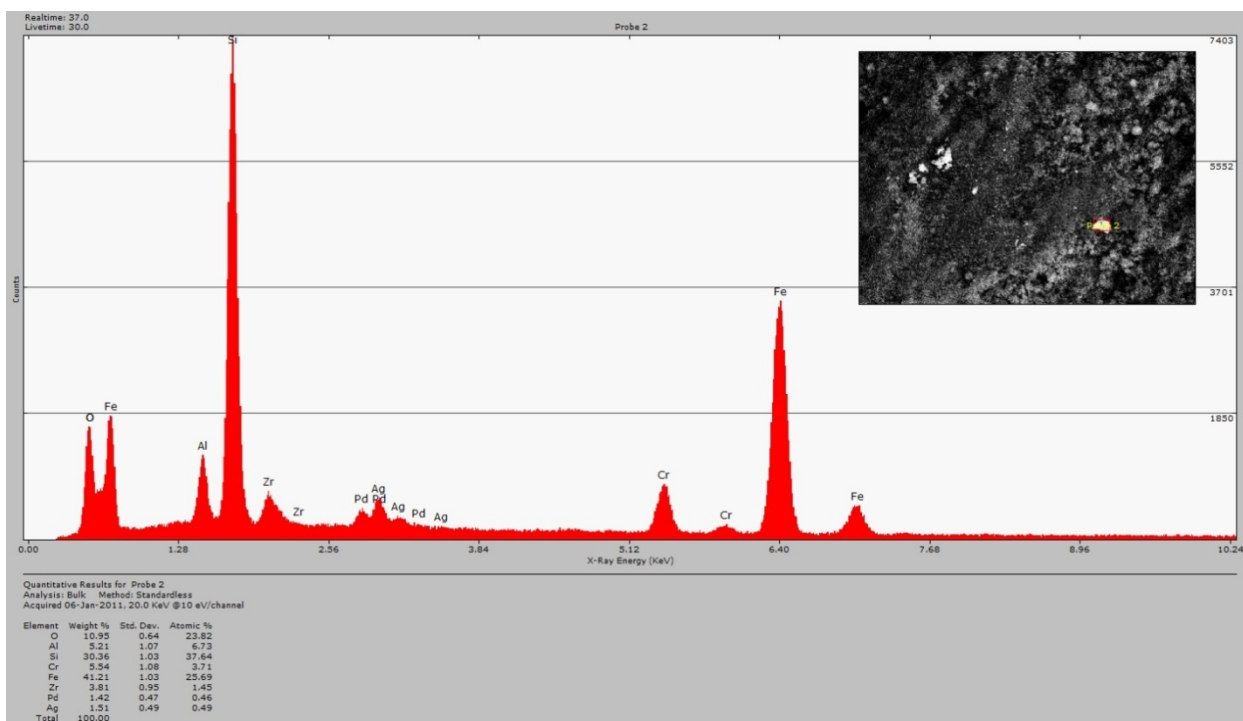 Realtime: 37.0
Livetime: 30.0
Probe 2
7403
5552
3701
1850
Counts
Si
O
Fe
Al
Zr
Zr
Pd
Ag
Pd
Ag
Pd
Ag
Cr
Cr
Fe
Fe
Probe 2
0.00 1.28 2.56 3.84 5.12 6.40 7.68 8.96 10.24
X-Ray Energy (KeV)
Quantitative Results for Probe 2
Analysis: Bulk Method: Standardless
Acquired 06-Jan-2011, 20.0 KeV @10 eV/channel
Element Weight % Std. Dev. Atomic %
O 10.95 0.64 23.82
Al 5.21 1.07 6.73
Si 30.36 1.03 37.64
Cr 5.54 1.08 3.71
Fe 41.21 1.03 25.69
Zr 3.81 0.95 1.45
Pd 1.42 0.47 0.46
Ag 1.51 0.49 0.49
Total 100.00